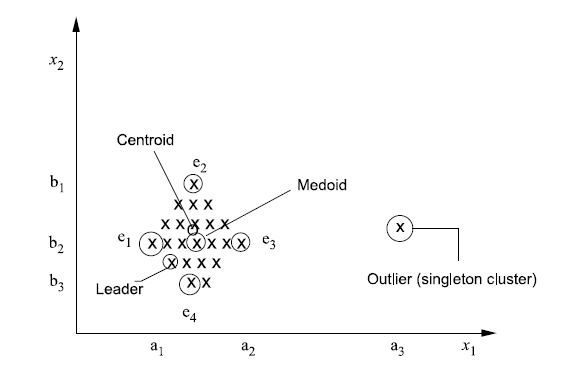 x2
Centroid
e2
b1
Medoid
x
x x x
x x x x x
x
b2
e1
x x x x x x
e3
x x x x
Leader
b3
x x
Outlier (singleton cluster)
e4
a1
a2
a3
x1